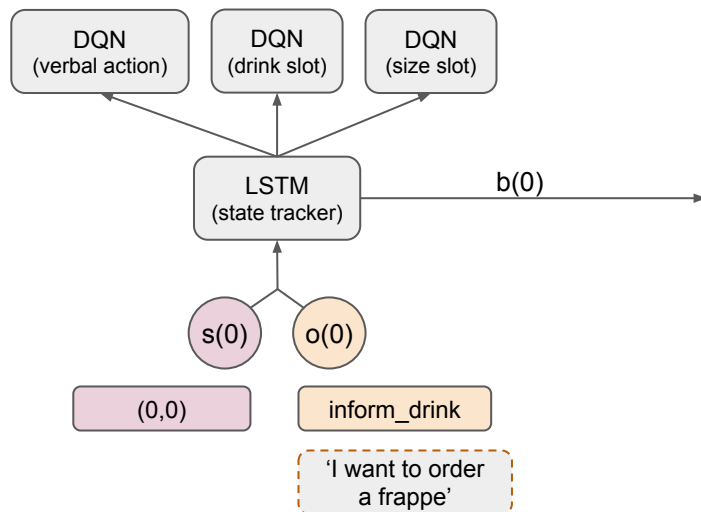 DQN
(verbal action)
DQN
(drink slot)
DQN
(size slot)
LSTM
(state tracker)
b(0)
s(0)
o(0)
(0,0)
inform_drink
‘I want to order
a frappe’